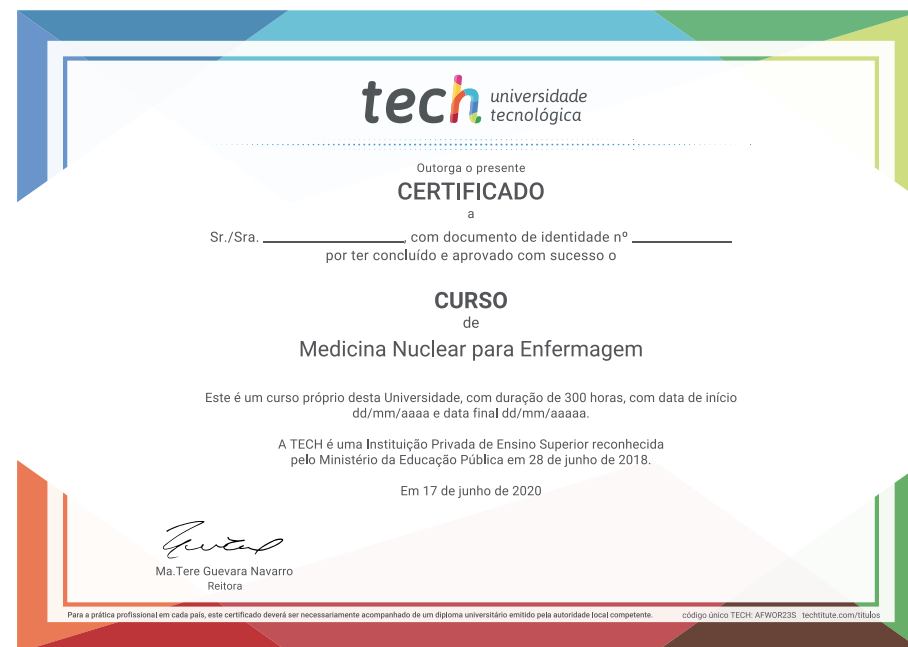 tech universidade
tecnológica
Outorga o presente
CERTIFICADO
a
Sr./Sra. ____________, com documento de identidade nº ____________
por ter concluído e aprovado com sucesso o
CURSO
de
Medicina Nuclear para Enfermagem
Este é um curso próprio desta Universidade, com duração de 300 horas, com data de início
dd/mm/aaaa e data final dd/mm/aaaaa.
A TECH é uma Instituição Privada de Ensino Superior reconhecida
pelo Ministério da Educação Pública em 28 de junho de 2018.
Em 17 de junho de 2020
Ma.Tere Guevara Navarro
Reitora
Para a prática profissional em cada país, este certificado deverá ser necessariamente acompanhado de um diploma universitário emitido pela autoridade local competente. código único TECH: AFWOR23S techtitute.com/titulos